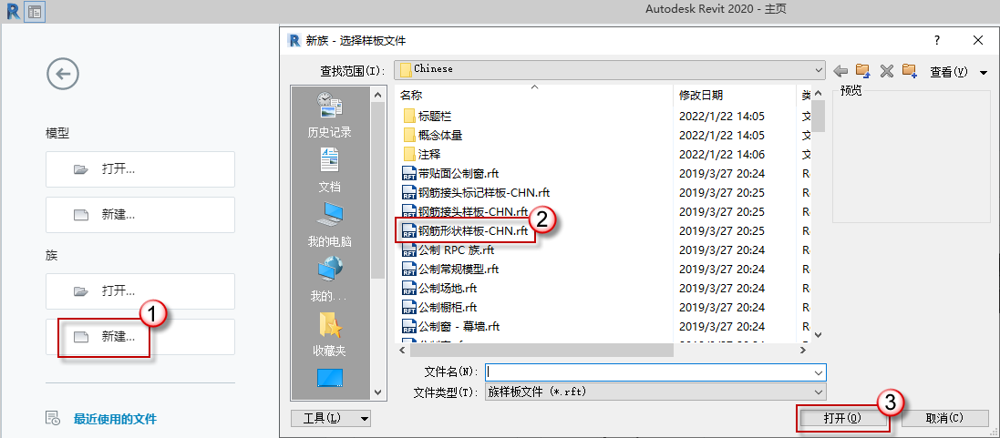 Autodesk Revit 2020 - 主页
模型
打开...
新建...
族
打开...
新建...
1
最近使用的文件
新族 - 选择样板文件
? ×
查找范围(I):
Chinese
查看(V)
历史记录
文档
我的电脑
我的...
收藏夹
名称 修改日期 类
标题栏 2022/1/22 14:05 文
概念体量 2022/1/22 14:05 文
注释 2022/1/22 14:06 文
带贴面公制窗.rft 2019/3/27 20:24 R
钢筋接头标记样板-CHN.rft 2019/3/27 20:25 R
钢筋接头样板-CHN.rft 2019/3/27 20:25 R
2
钢筋形状样板-CHN.rft 2019/3/27 20:25 R
公制 RPC 族.rft 2019/3/27 20:24 R
公制常规模型.rft 2019/3/27 20:24 R
公制场地.rft 2019/3/27 20:24 R
公制橱柜.rft 2019/3/27 20:24 R
公制窗 - 幕墙.rft 2019/3/27 20:24 R
预览
文件名(N):
文件类型(T): 族样板文件 (*.rft)
工具(L)
打开(O)
3
取消(C)